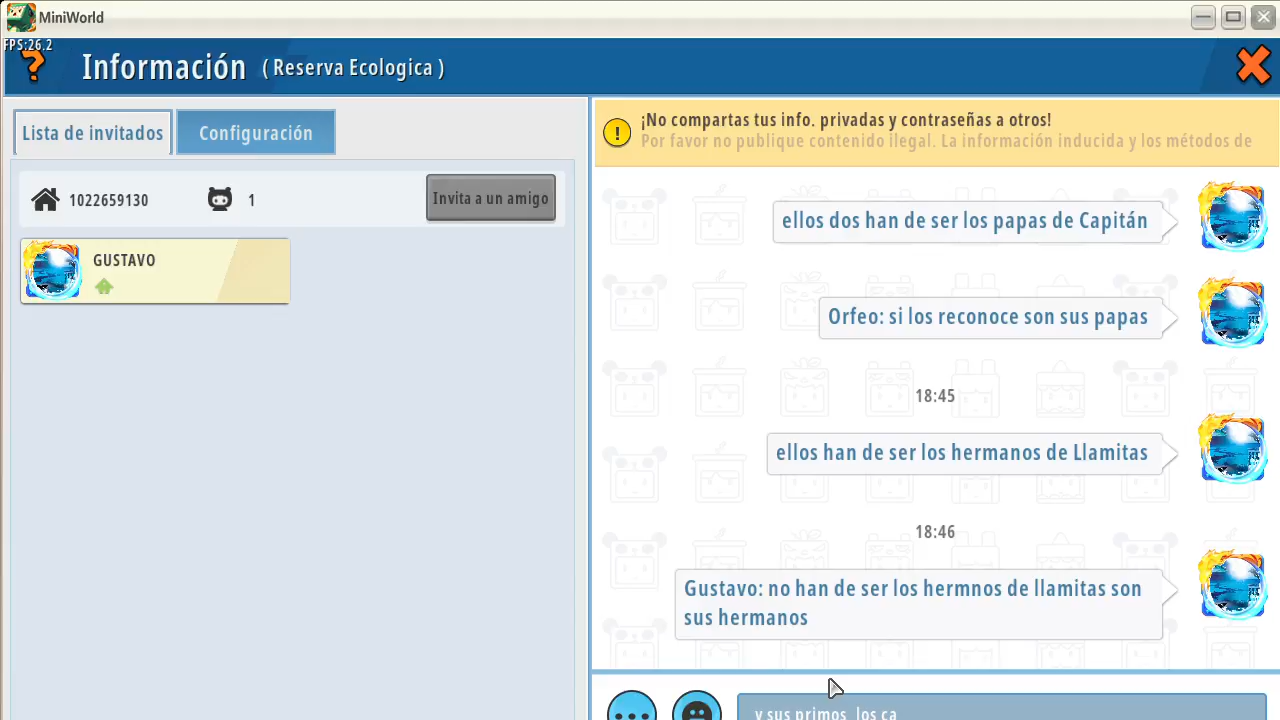 MiniWorld
FPS:26.2
Información ( Reserva Ecologica )
Lista de invitados
Configuración
1022659130
1
Invita a un amigo
GUSTAVO
¡No compartas tus info. privadas y contraseñas a otros!
Por favor no publique contenido ilegal. La información inducida y los métodos de
ellos dos han de ser los papas de Capitán
Orfeo: si los reconoce son sus papas
18:45
ellos han de ser los hermanos de Llamitas
18:46
Gustavo: no han de ser los hermnos de llamitas son
sus hermanos
y sus primos los ca